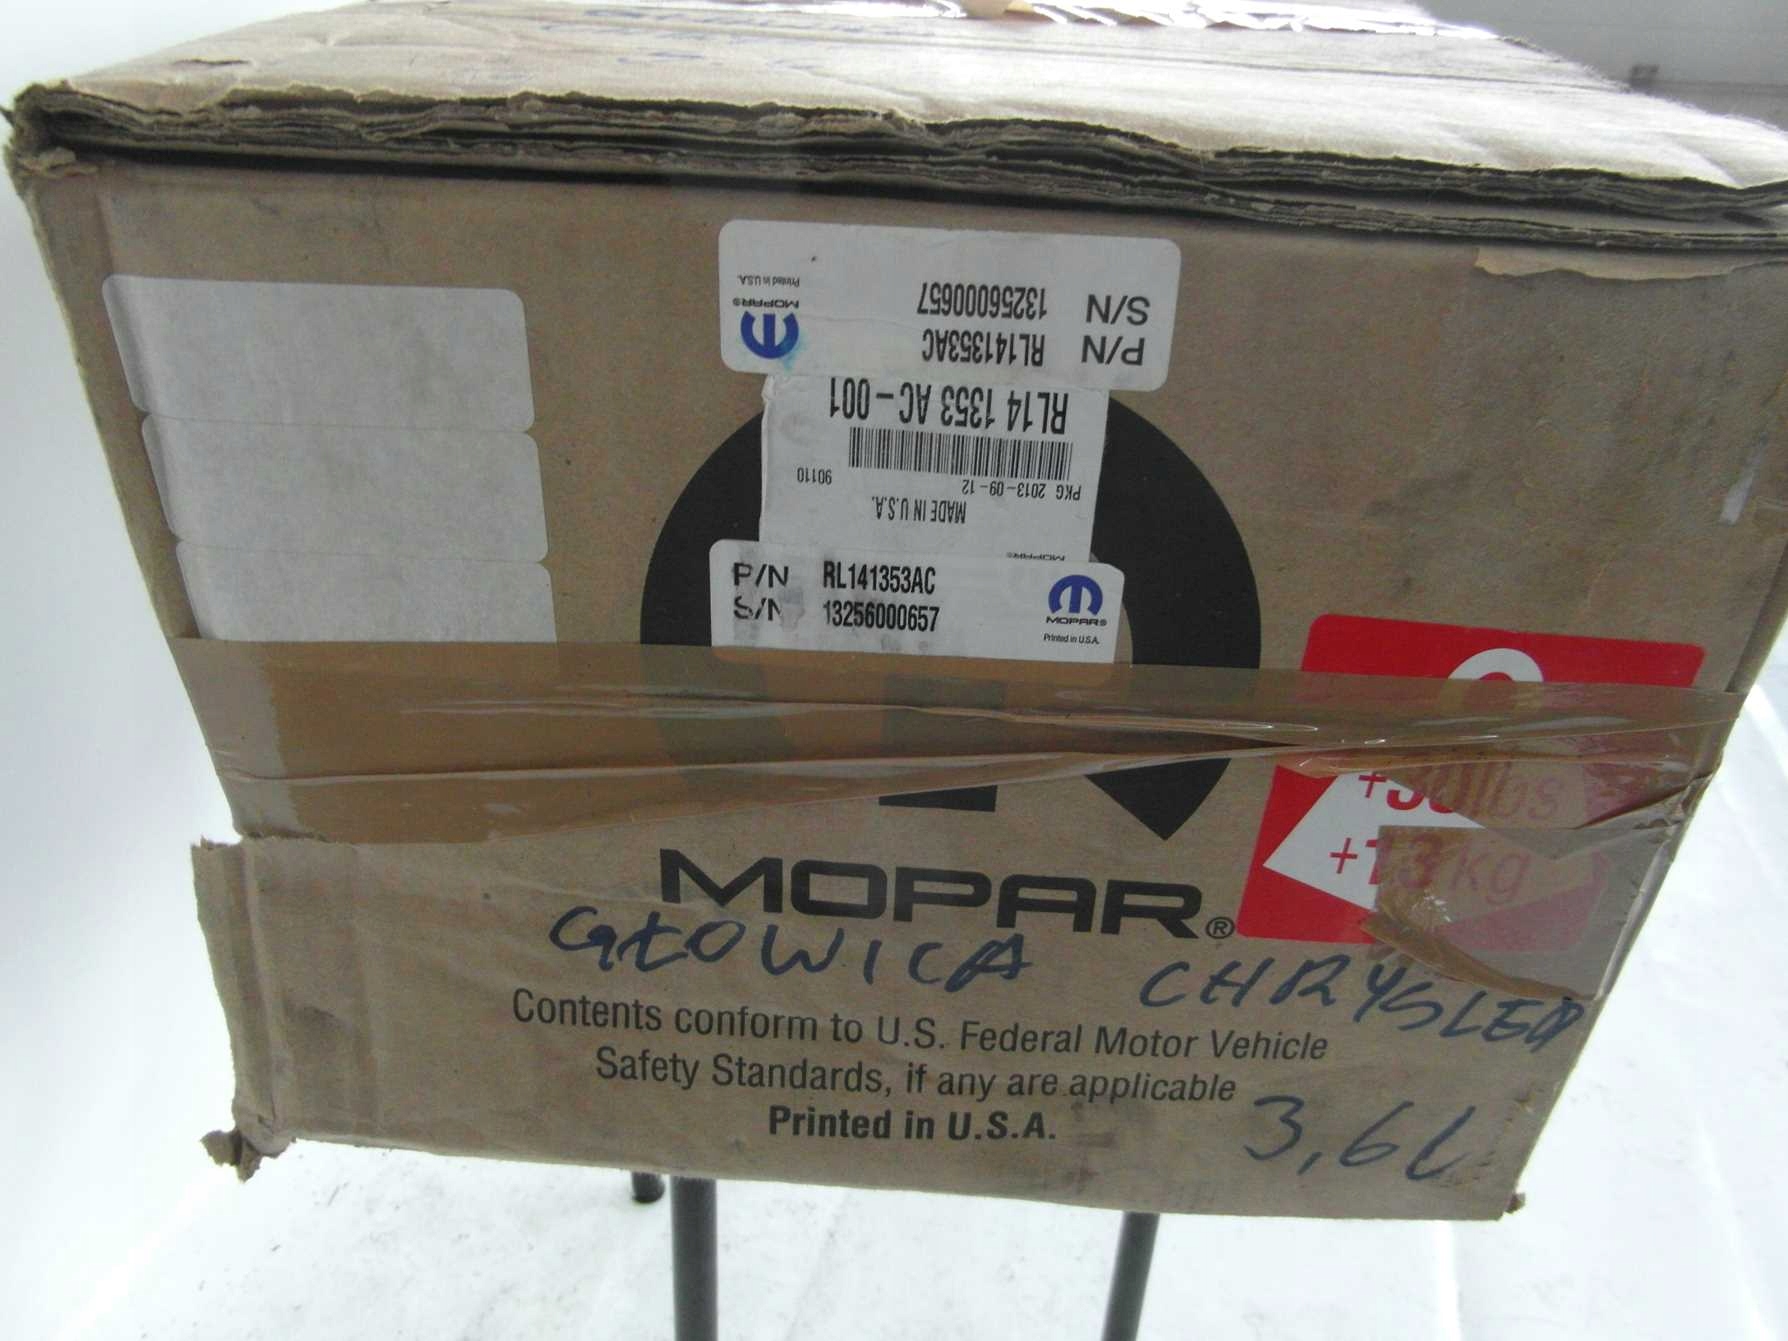 S/N 13256000657
P/N RL141353AC
MOPAR®
Printed in U.S.A.
RL14 1353 AC-001
90110
PKG 2013-09-12
MADE IN U.S.A.
MOPAR®
P/N RL141353AC
S/N 13256000657
MOPAR®
Printed in U.S.A.
+30lbs
+13kg
MOPAR®
GŁOWICA CHRYSLER
Contents conform to U.S. Federal Motor Vehicle
Safety Standards, if any are applicable
Printed in U.S.A.
3,6L